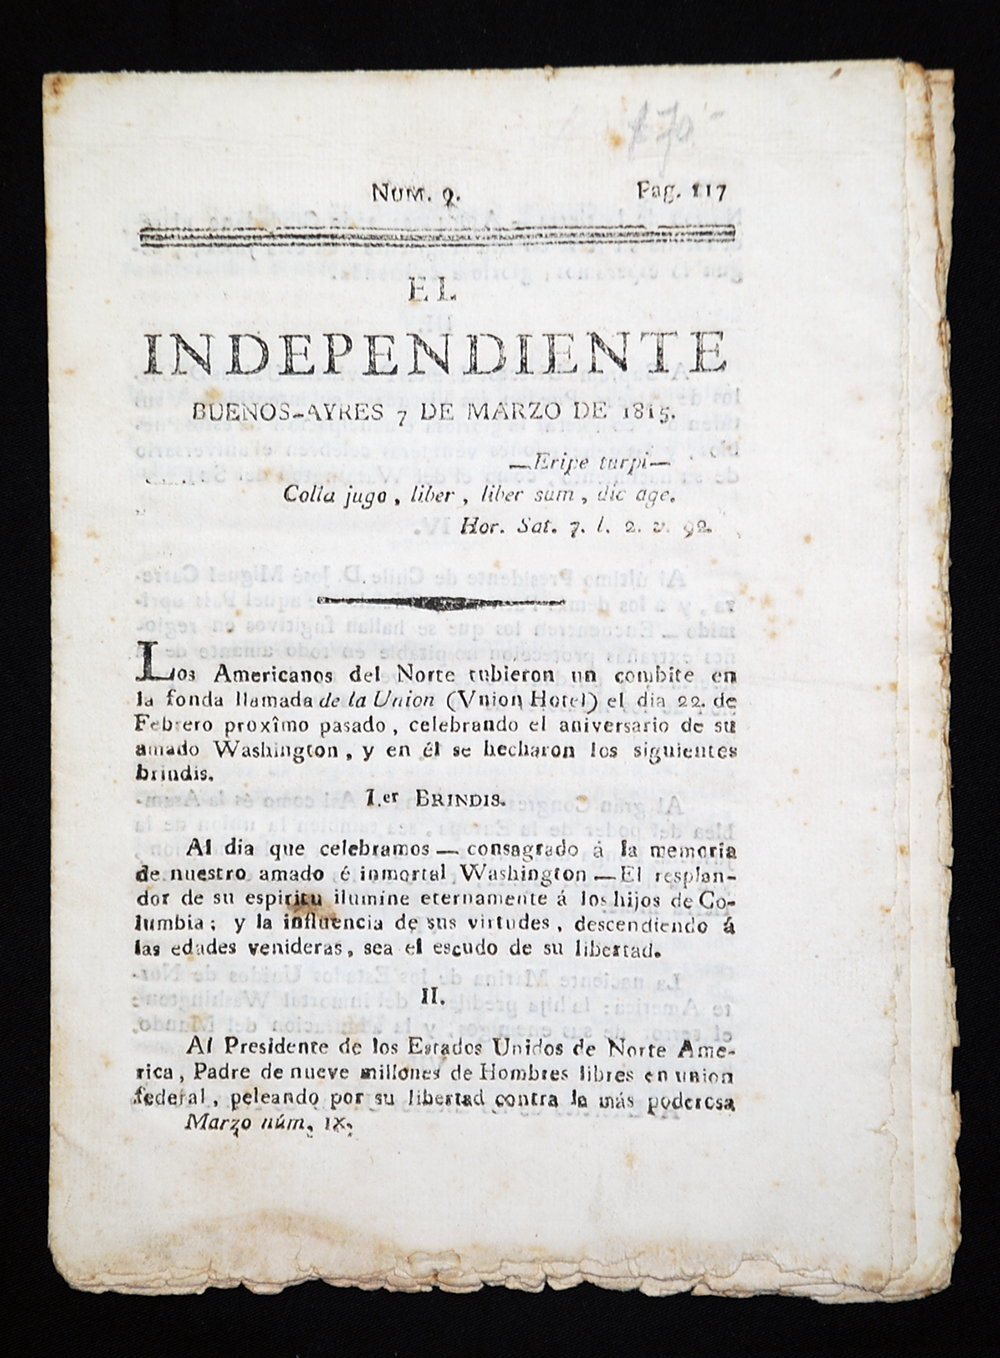 £70-
NUM. 9. Pag. 117
EL
INDEPENDIENTE
BUENOS-AYRES 7 DE MARZO DE 1815.
—Eripe turpi—
Colla jugo, liber, liber sum, dic age.
Hor. Sat. 7. l. 2. v. 92.
Los Americanos del Norte tubieron un combite en
la fonda llamada de la Union (Vnion Hotel) el dia 22. de
Febrero proxîmo pasado, celebrando el aniversario de su
amado Washington, y en él se hecharon los siguientes
brindis.
I.er BRINDIS.
Al dia que celebramos — consagrado á la memoria
de nuestro amado é inmortal Washington — El resplan-
dor de su espiritu ilumine eternamente á los hijos de Co-
lumbia; y la influencia de sus virtudes, descendiendo á
las edades venideras, sea el escudo de su libertad.
II.
Al Presidente de los Estados Unidos de Norte Ame-
rica, Padre de nueve millones de Hombres libres en union
federal, peleando por su libertad contra la más poderosa
Marzo núm. IX.